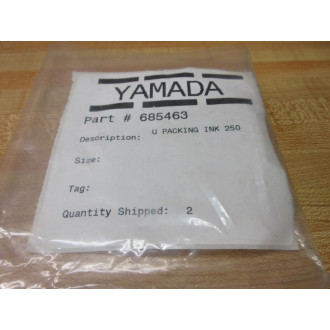 YAMADA
Part # 685463
Description: U PACKING INK 250
Size:
Tag:
Quantity Shipped: 2